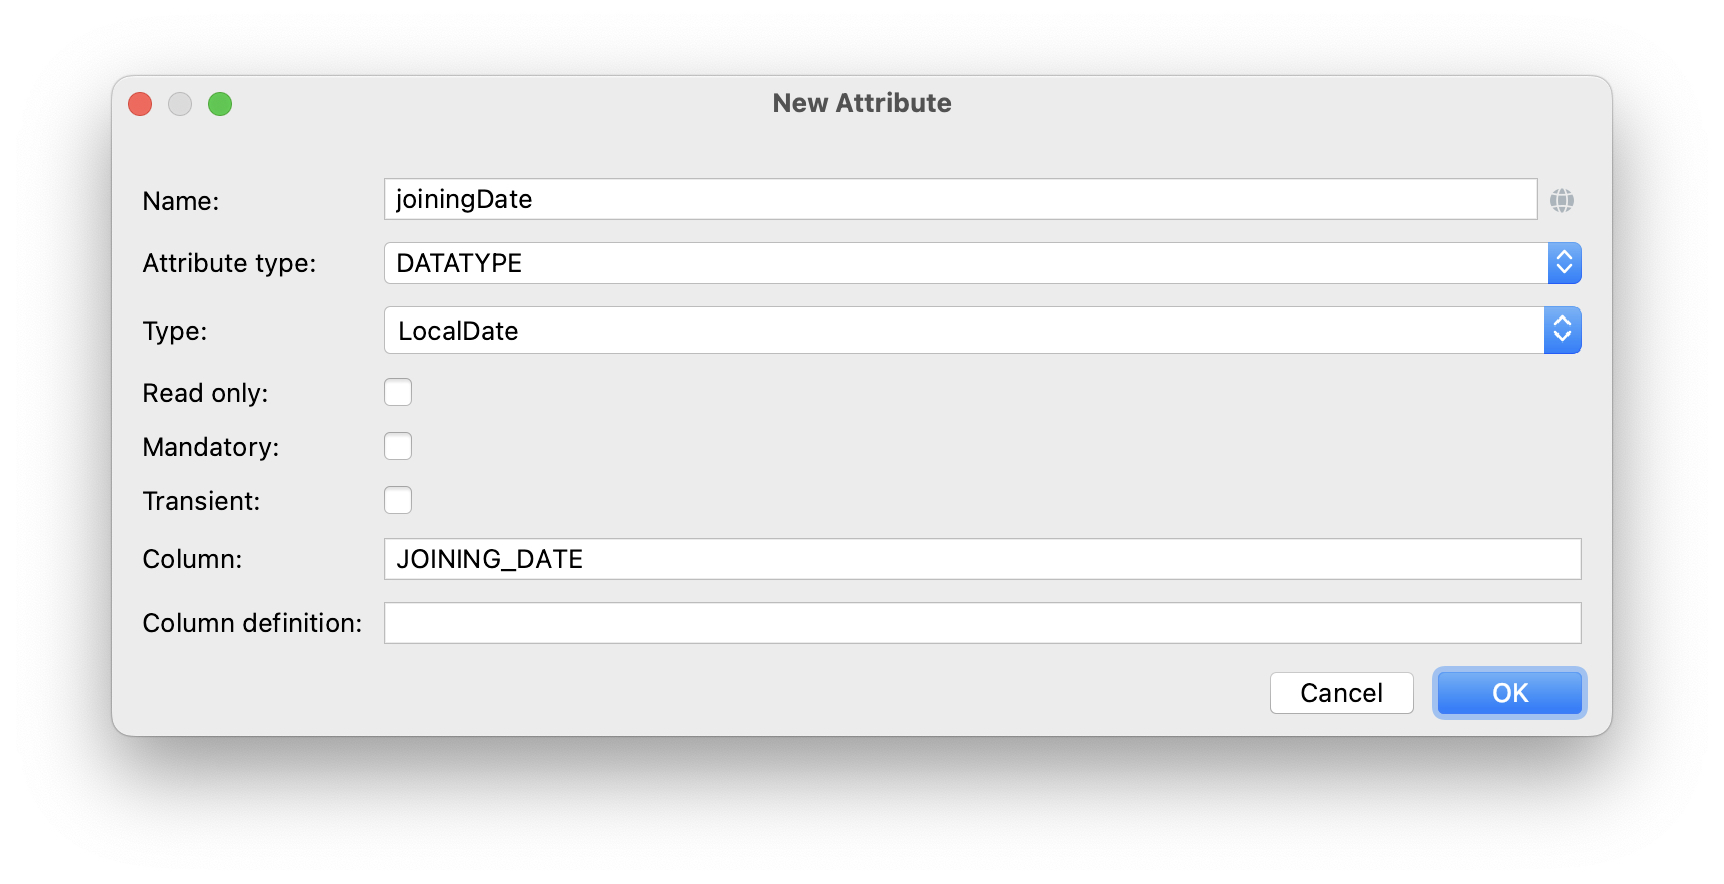 New Attribute
Name: joiningDate
Attribute type: DATATYPE
Type: LocalDate
Read only:
Mandatory:
Transient:
Column: JOINING_DATE
Column definition:
Cancel OK